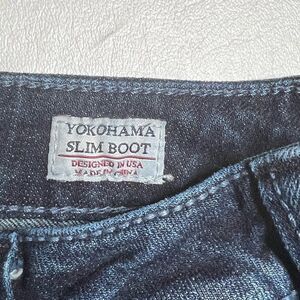 YOKOHAMA
SLIM BOOT
DESIGNED IN USA
MADE IN CHINA